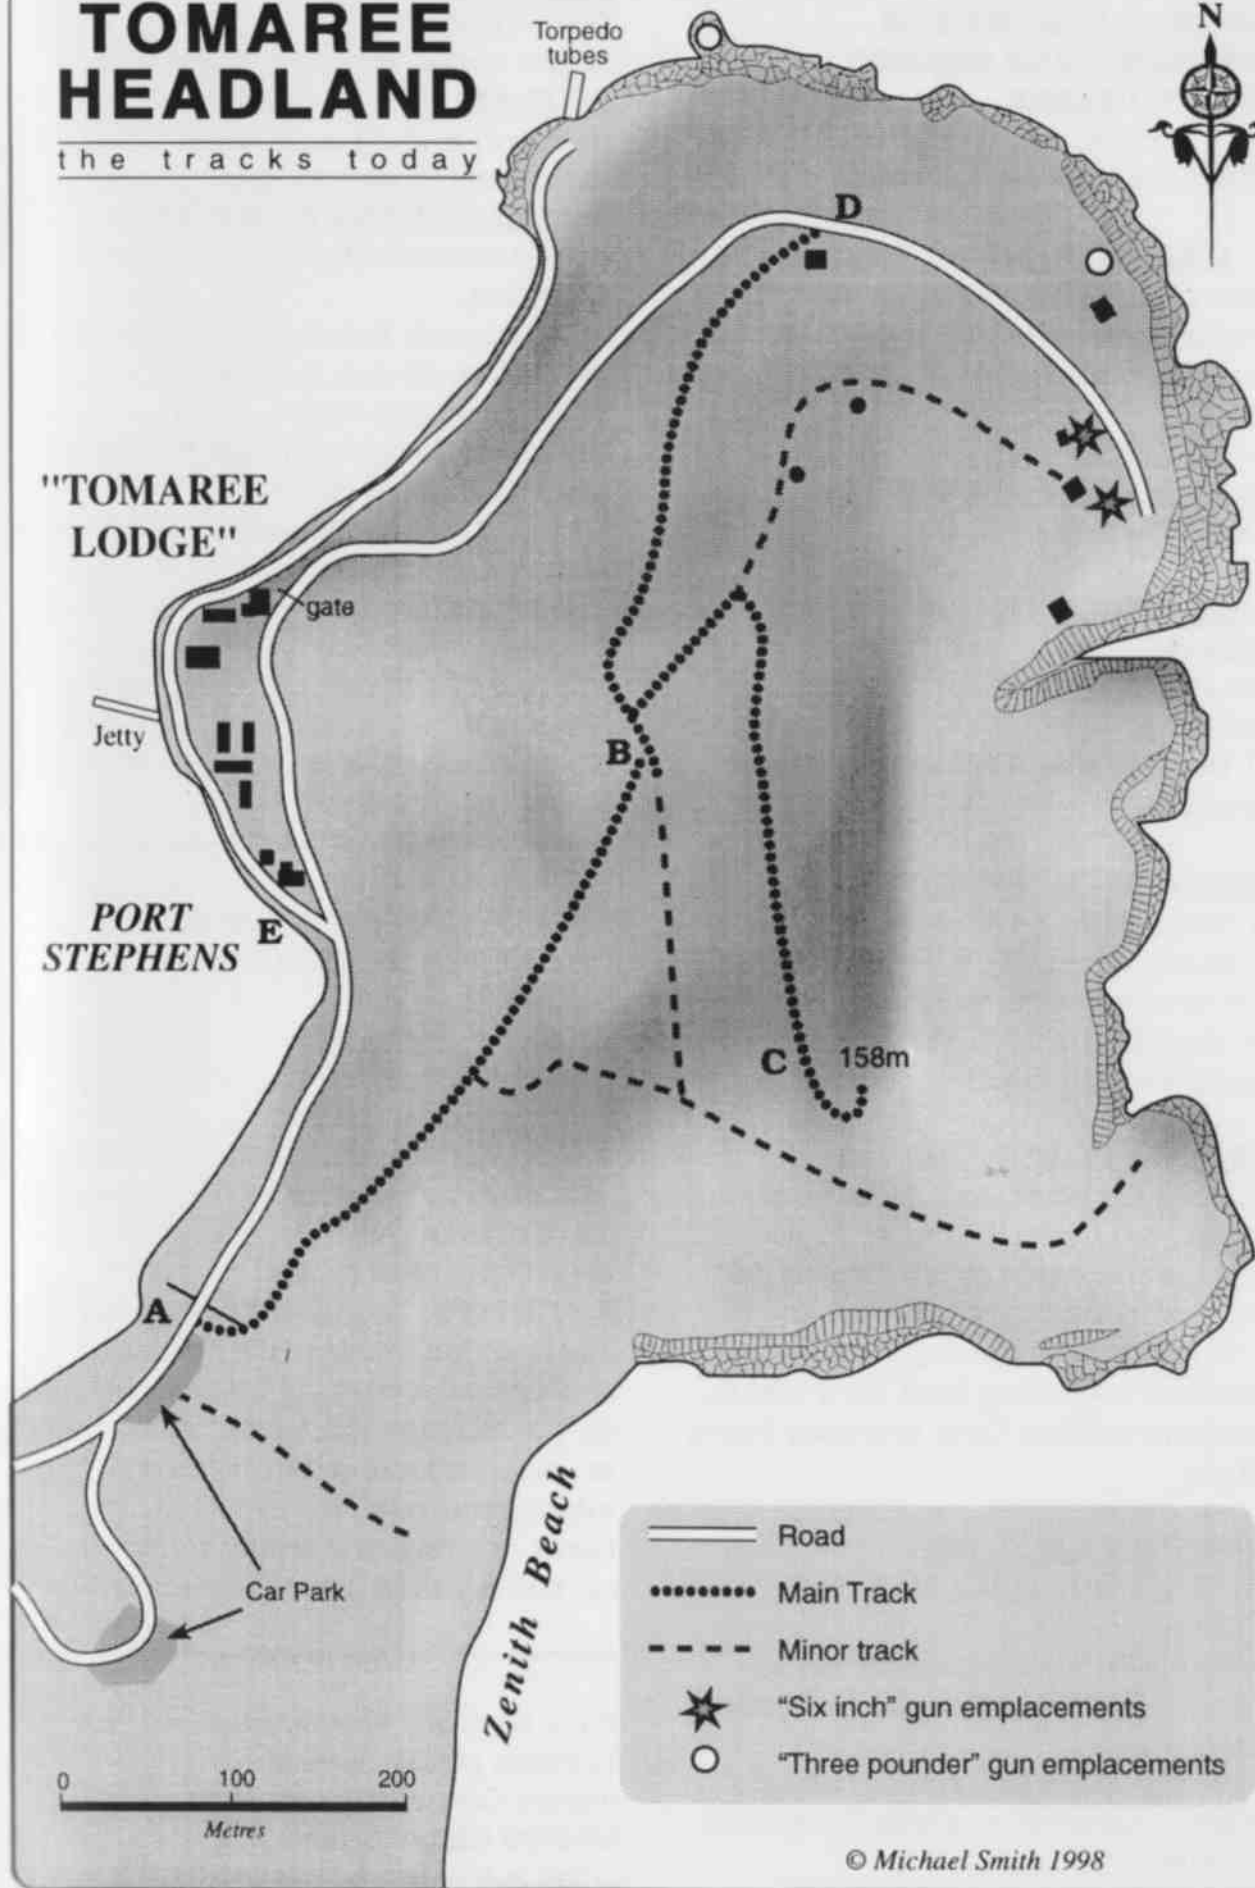 TOMAREE
HEADLAND
the tracks today
Torpedo
tubes
N
D
"TOMAREE
LODGE"
gate
Jetty
B
PORT
STEPHENS
E
C
158m
A
Car Park
Zenith Beach
Road
Main Track
Minor track
“Six inch” gun emplacements
“Three pounder” gun emplacements
0 100 200
Metres
© Michael Smith 1998